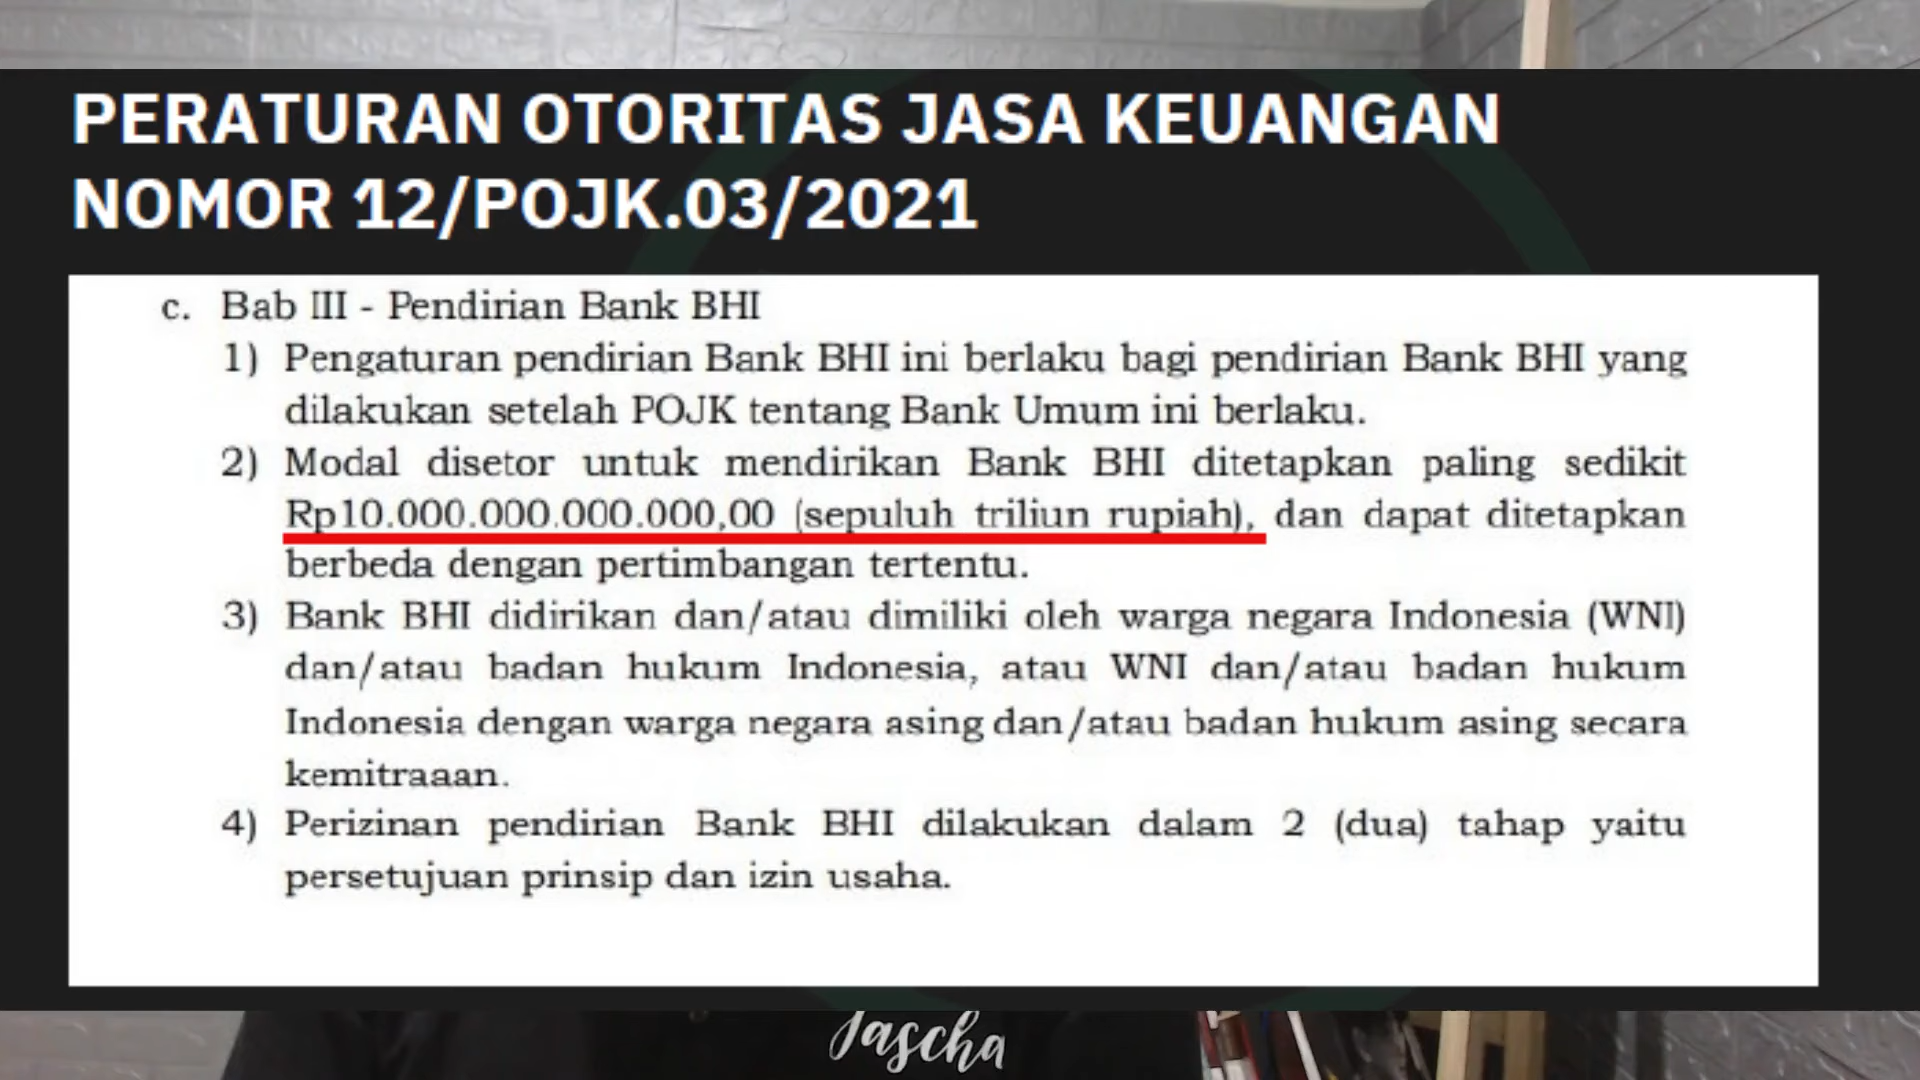 PERATURAN OTORITAS JASA KEUANGAN
NOMOR 12/POJK.03/2021
c. Bab III - Pendirian Bank BHI
1) Pengaturan pendirian Bank BHI ini berlaku bagi pendirian Bank BHI yang
dilakukan setelah POJK tentang Bank Umum ini berlaku.
2) Modal disetor untuk mendirikan Bank BHI ditetapkan paling sedikit
Rp10.000.000.000.000,00 (sepuluh triliun rupiah), dan dapat ditetapkan
berbeda dengan pertimbangan tertentu.
3) Bank BHI didirikan dan/atau dimiliki oleh warga negara Indonesia (WNI)
dan/atau badan hukum Indonesia, atau WNI dan/atau badan hukum
Indonesia dengan warga negara asing dan/atau badan hukum asing secara
kemitraaan.
4) Perizinan pendirian Bank BHI dilakukan dalam 2 (dua) tahap yaitu
persetujuan prinsip dan izin usaha.
Jascha